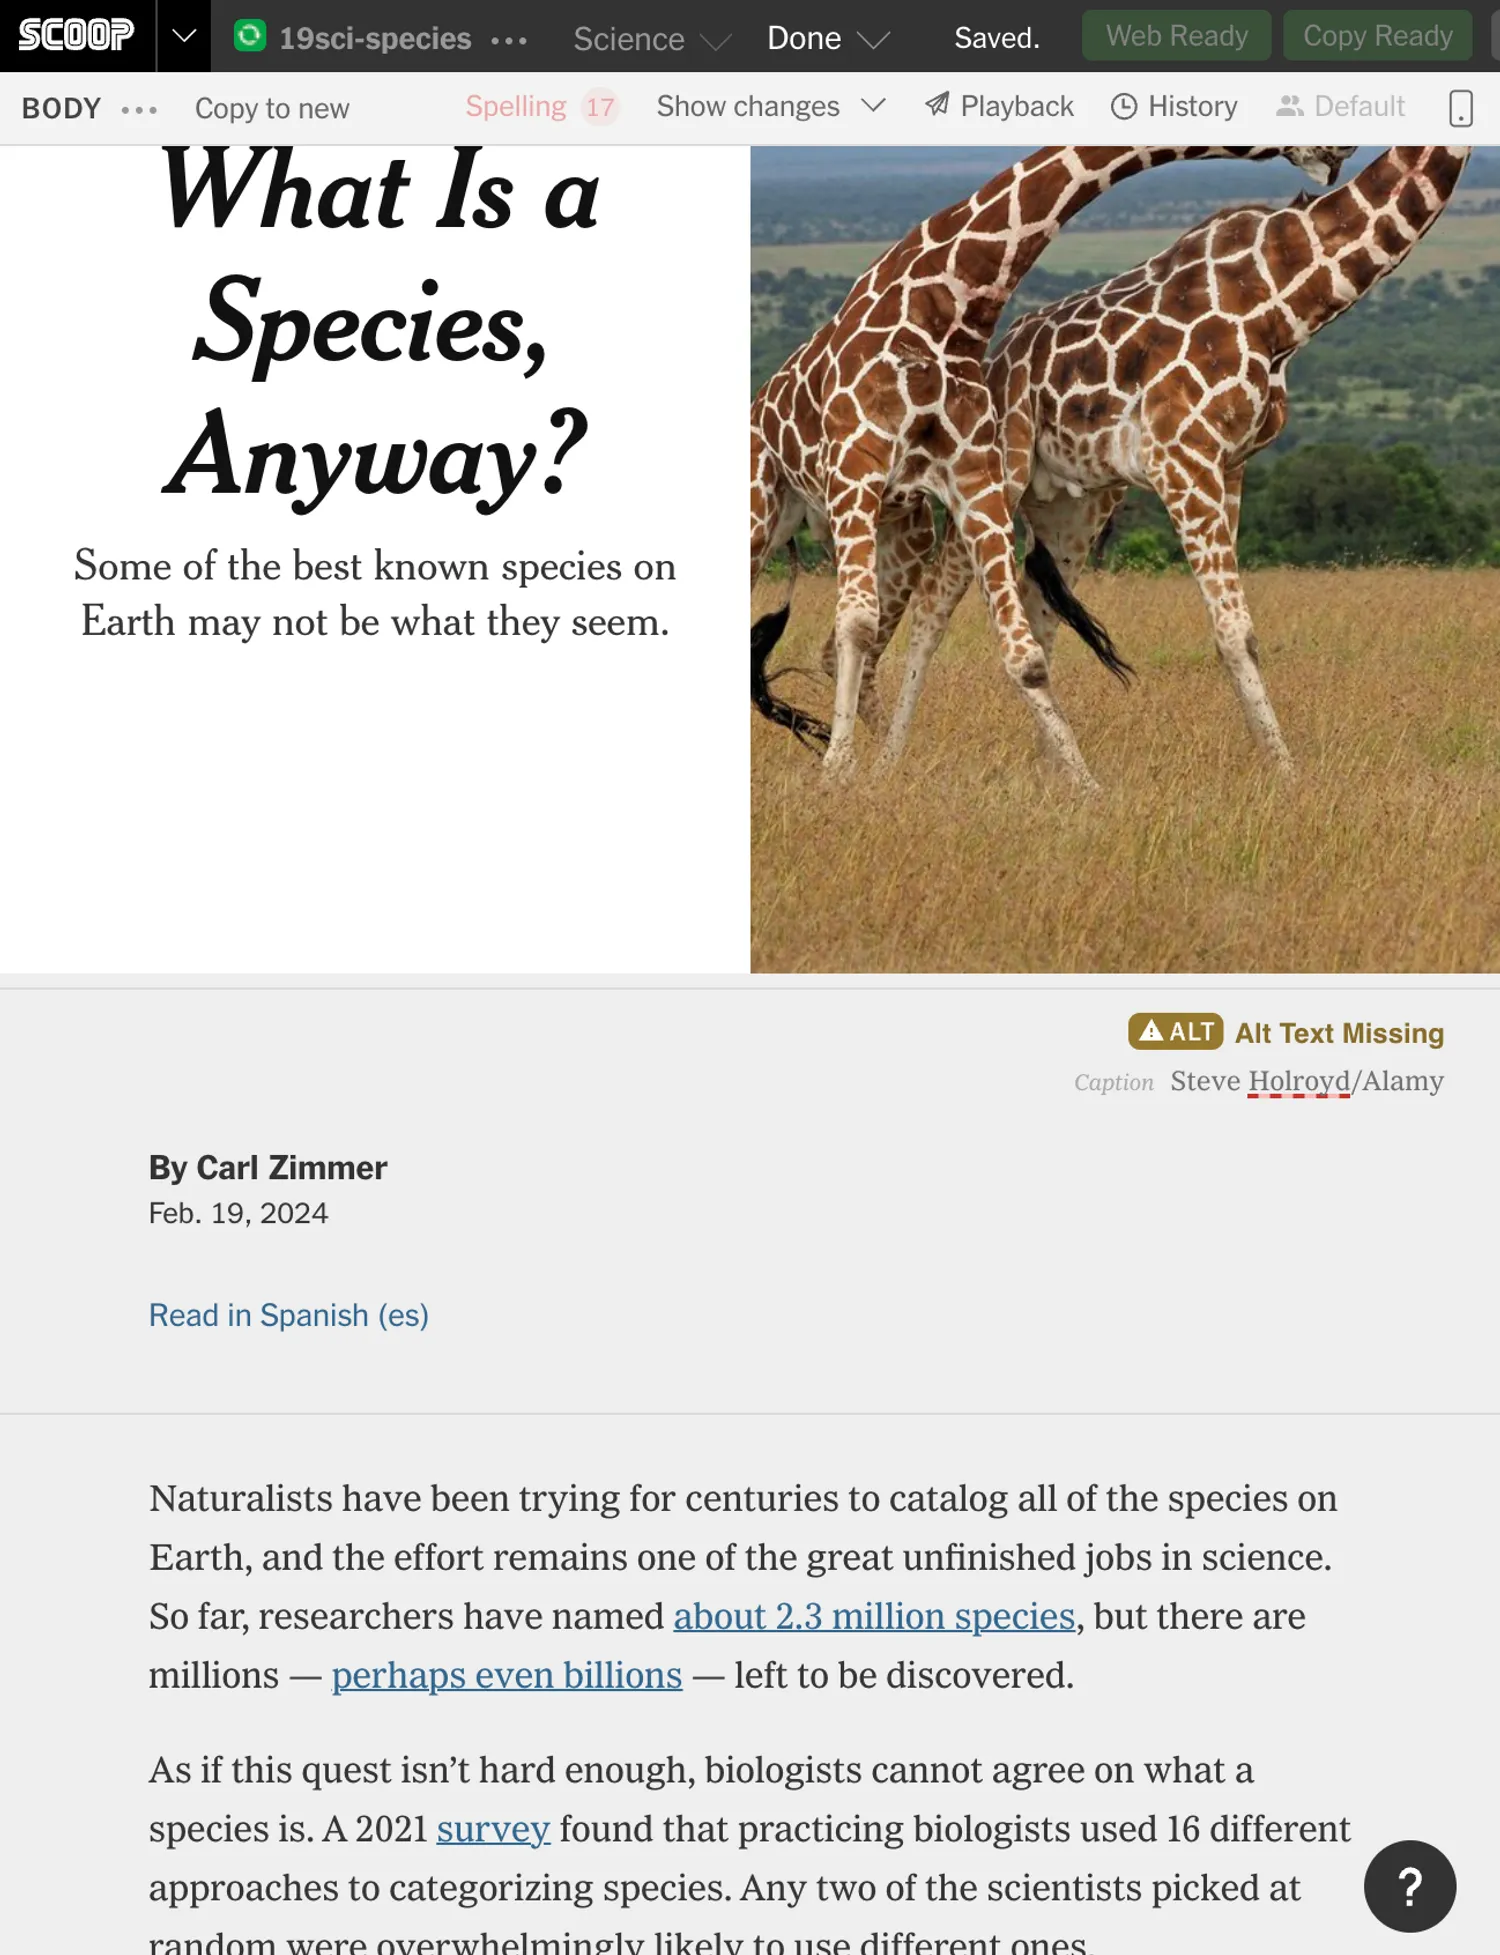 SCOOP 19sci-species Science Done Saved. Web Ready Copy Ready
BODY Copy to new Spelling 17 Show changes Playback History Default
What Is a
Species,
Anyway?
Some of the best known species on
Earth may not be what they seem.
ALT Alt Text Missing
Caption Steve Holroyd/Alamy
By Carl Zimmer
Feb. 19, 2024
Read in Spanish (es)
Naturalists have been trying for centuries to catalog all of the species on
Earth, and the effort remains one of the great unfinished jobs in science.
So far, researchers have named about 2.3 million species, but there are
millions — perhaps even billions — left to be discovered.
As if this quest isn’t hard enough, biologists cannot agree on what a
species is. A 2021 survey found that practicing biologists used 16 different
approaches to categorizing species. Any two of the scientists picked at
random were overwhelmingly likely to use different ones.
?